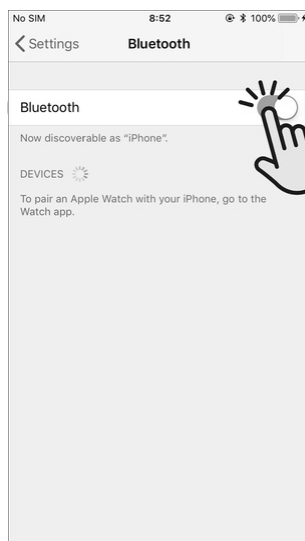 No SIM 8:52 100%
Settings Bluetooth
Bluetooth
Now discoverable as “iPhone”.
DEVICES
To pair an Apple Watch with your iPhone, go to the
Watch app.